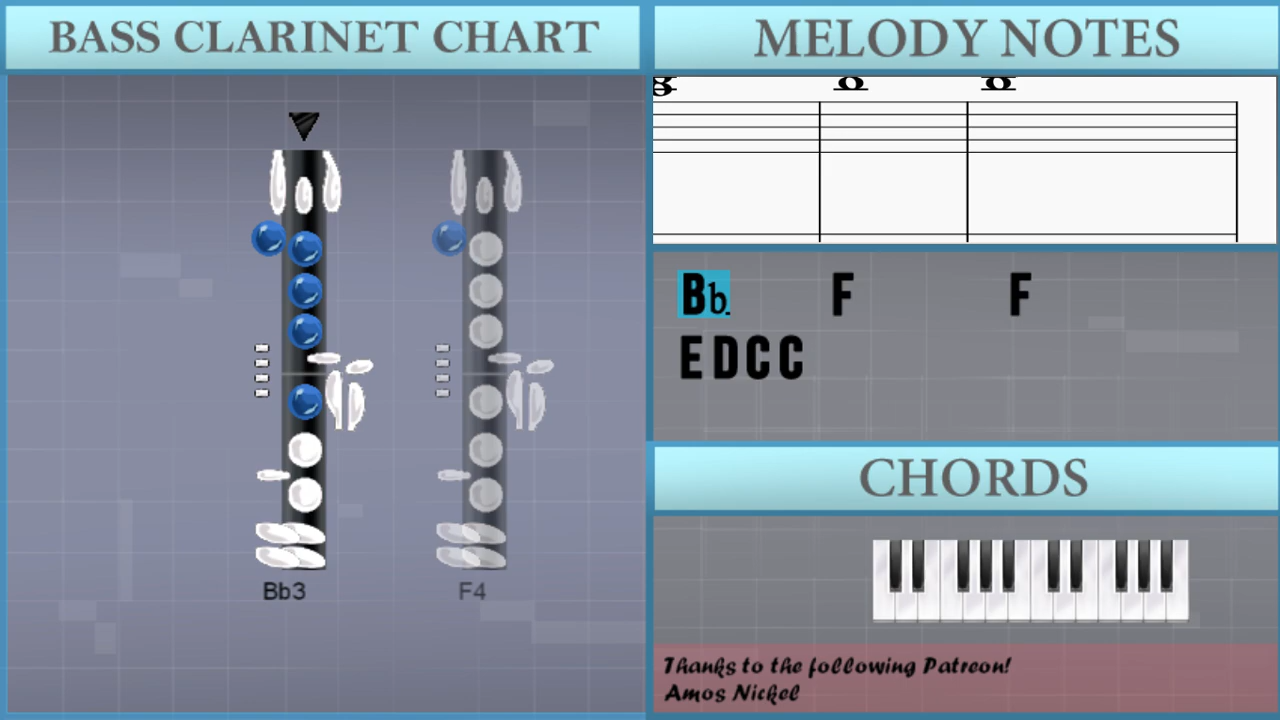 BASS CLARINET CHART
Bb3
F4
MELODY NOTES
Bb F F
E D C C
CHORDS
Thanks to the following Patreon!
Amos Nickel